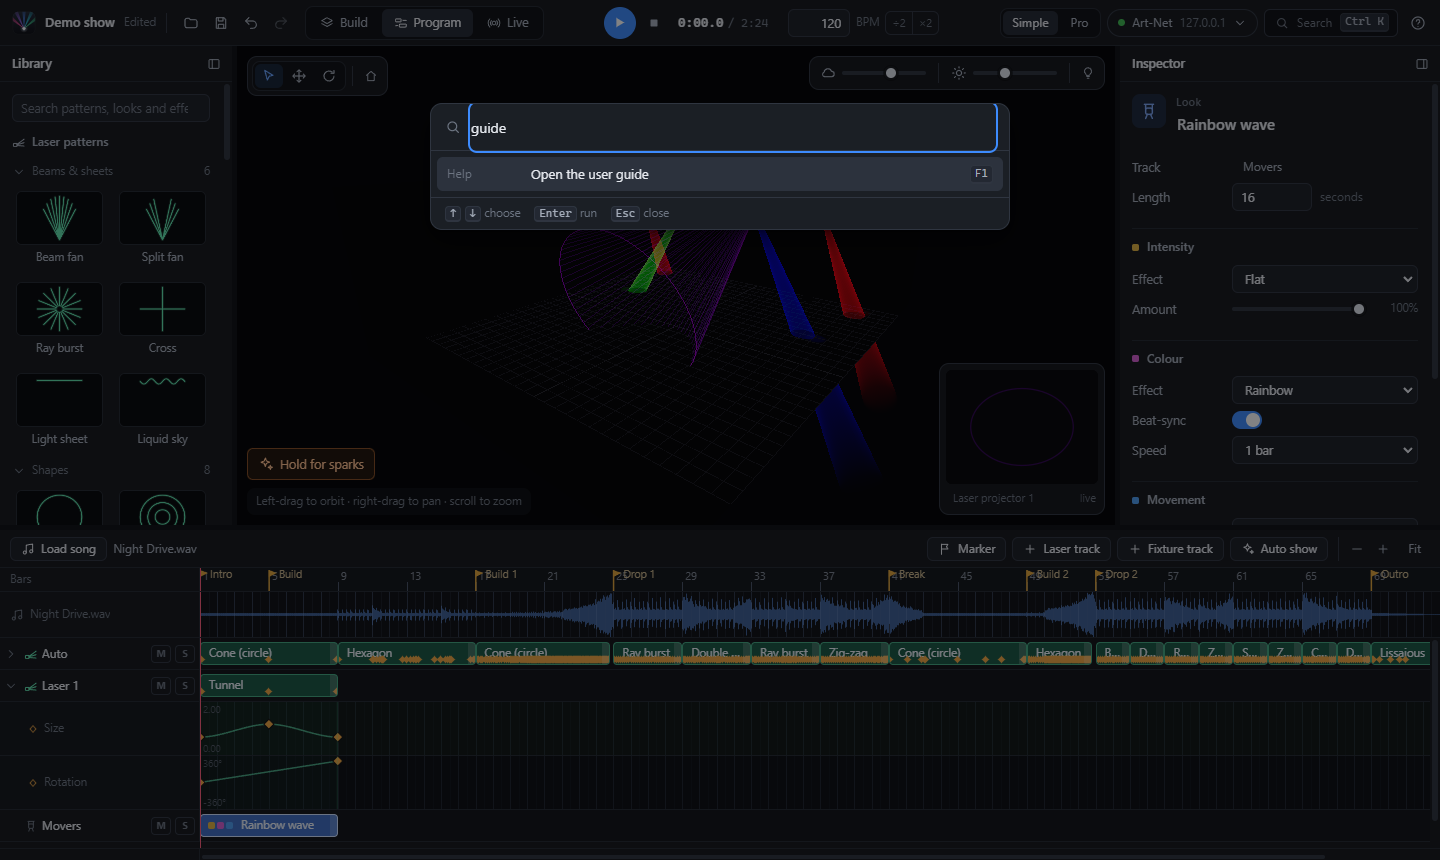 Demo show Edited Build Program Live 0:00.0 / 2:24 120 BPM ÷2 ×2 Simple Pro Art-Net 127.0.0.1 Search Ctrl K
Library
Search patterns, looks and effe
Laser patterns
Beams & sheets 6
Beam fan Split fan
Ray burst Cross
Light sheet Liquid sky
Shapes 8
guide
Help Open the user guide F1
↑ ↓ choose Enter run Esc close
Hold for sparks
Left-drag to orbit · right-drag to pan · scroll to zoom
Laser projector 1 live
Inspector
Look
Rainbow wave
Track Movers
Length 16 seconds
Intensity
Effect Flat
Amount 100%
Colour
Effect Rainbow
Beat-sync
Speed 1 bar
Movement
Load song Night Drive.wav Marker Laser track Fixture track Auto show Fit
Bars Intro Build 9 13 Build 1 21 Drop 1 29 33 37 Break 45 Build 2 Drop 2 57 61 65 Outro
Night Drive.wav
Auto M S Cone (circle) Hexagon Cone (circle) Ray burst Double ... Ray burst Zig-zag Cone (circle) Hexagon B... D... R... Z... S... Z... C... D... Lissajous
Laser 1 M S Tunnel
Size 2.00 0.00
Rotation 360° -360°
Movers M S Rainbow wave